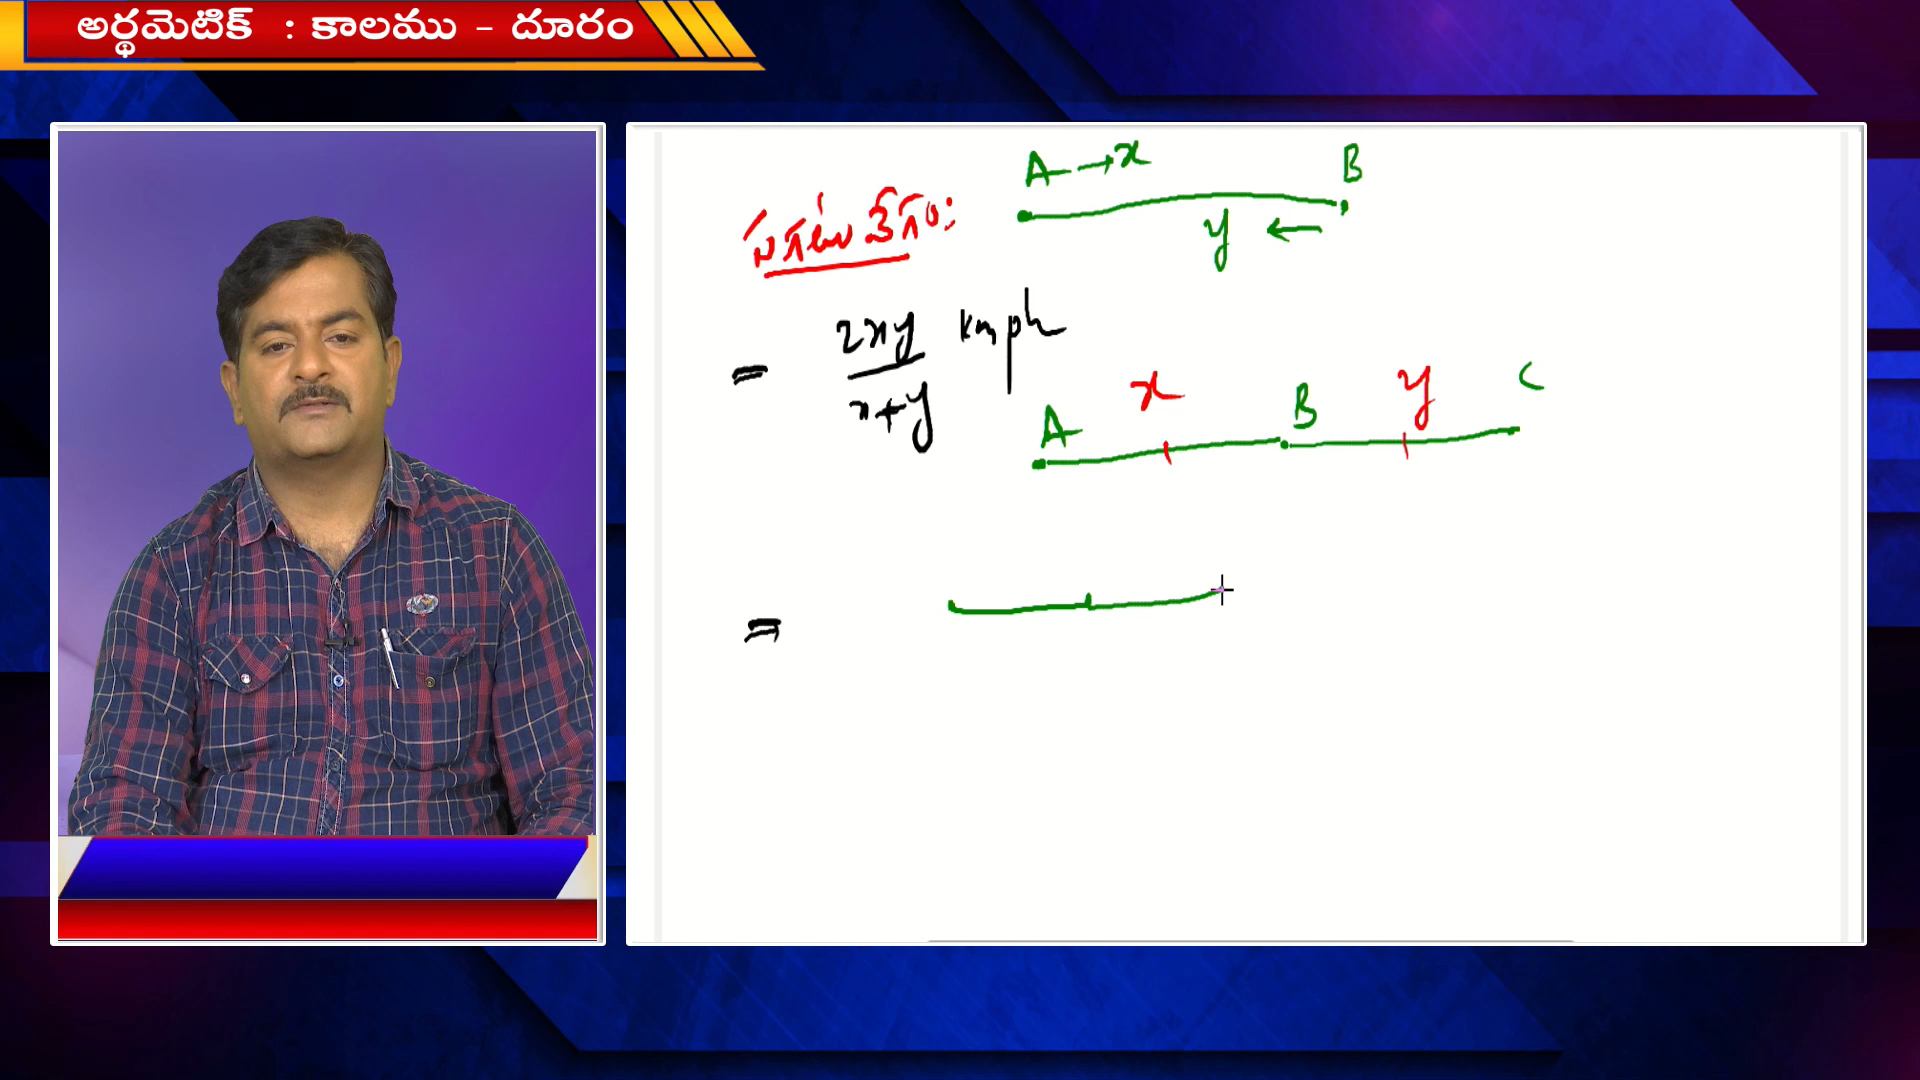 అర్థమెటిక్ : కాలము - దూరం
A → x B
సగటు వేగం:
y ←
= 2xy / x+y kmph
A x B y C
=